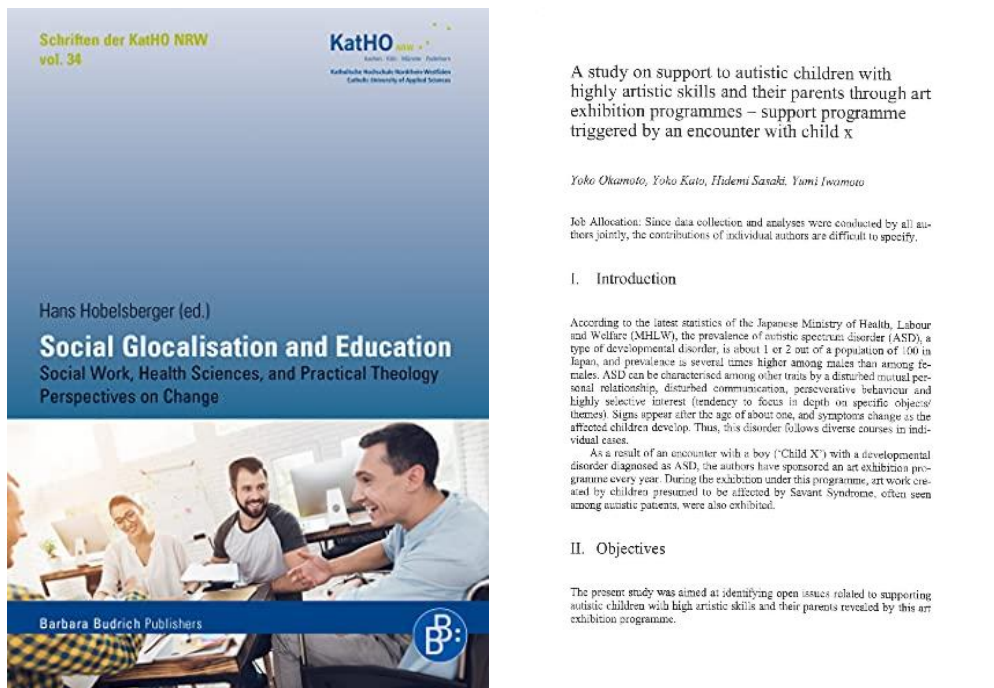 Schriften der KatHO NRW
vol. 34
KatHO NRW
Aachen Köln Münster Paderborn
Katholische Hochschule Nordrhein-Westfalen
Catholic University of Applied Sciences
Hans Hobelsberger (ed.)
Social Glocalisation and Education
Social Work, Health Sciences, and Practical Theology
Perspectives on Change
Barbara Budrich Publishers
B B:
A study on support to autistic children with
highly artistic skills and their parents through art
exhibition programmes – support programme
triggered by an encounter with child x
Yoko Okamoto, Yoko Kato, Hidemi Sasaki, Yumi Iwamoto
Job Allocation: Since data collection and analyses were conducted by all au-
thors jointly, the contributions of individual authors are difficult to specify.
I. Introduction
According to the latest statistics of the Japanese Ministry of Health, Labour
and Welfare (MHLW), the prevalence of autistic spectrum disorder (ASD), a
type of developmental disorder, is about 1 or 2 out of a population of 100 in
Japan, and prevalence is several times higher among males than among fe-
males. ASD can be characterised among other traits by a disturbed mutual per-
sonal relationship, disturbed communication, perseverative behaviour and
highly selective interest (tendency to focus in depth on specific objects/
themes). Signs appear after the age of about one, and symptoms change as the
affected children develop. Thus, this disorder follows diverse courses in indi-
vidual cases.
As a result of an encounter with a boy ('Child X') with a developmental
disorder diagnosed as ASD, the authors have sponsored an art exhibition pro-
gramme every year. During the exhibition under this programme, art work cre-
ated by children presumed to be affected by Savant Syndrome, often seen
among autistic patients, were also exhibited.
II. Objectives
The present study was aimed at identifying open issues related to supporting
autistic children with high artistic skills and their parents revealed by this art
exhibition programme.